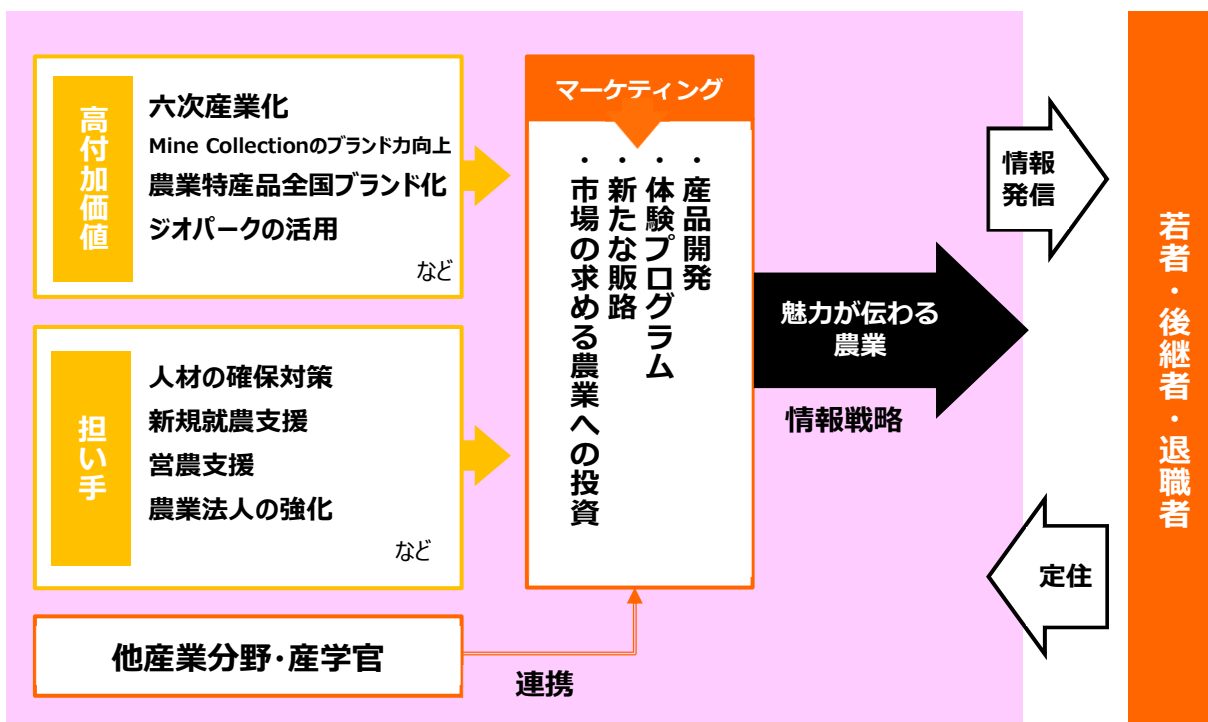 高付加価値
六次産業化
Mine Collectionのブランド力向上
農業特産品全国ブランド化
ジオパークの活用
など
担い手
人材の確保対策
新規就農支援
営農支援
農業法人の強化
など
他産業分野・産学官
連携
マーケティング
・産品開発
・体験プログラム
・新たな販路
・市場の求める農業への投資
魅力が伝わる
農業
情報戦略
情報
発信
定住
若者・後継者・退職者